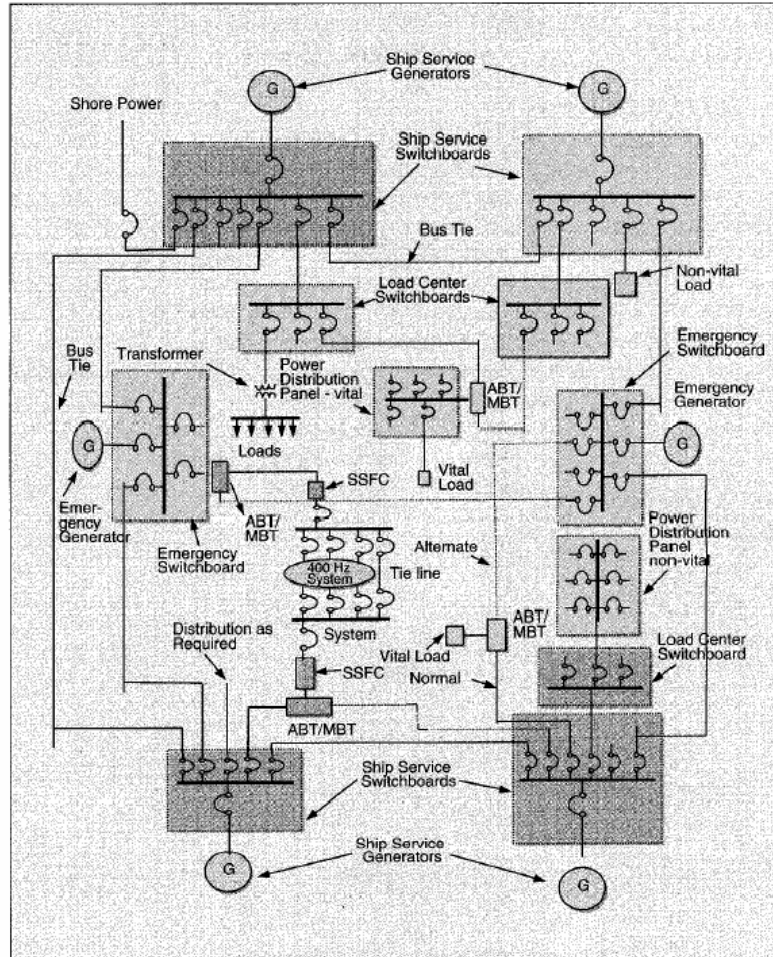 Ship Service
Generators
G
G
Shore Power
Ship Service
Switchboards
Bus Tie
Non-vital
Load
Load Center
Switchboards
Emergency
Switchboard
Bus
Tie
Transformer
Power
Distribution
Panel - vital
ABT/
MBT
Emergency
Generator
G
G
Loads
Vital
Load
SSFC
Emer-
gency
Generator
ABT/
MBT
Emergency
Switchboard
Power
Distribution
Panel
non-vital
Alternate
400 Hz
System
Tie line
Distribution as
Required
System
ABT/
MBT
Vital Load
Load Center
Switchboard
SSFC
Normal
ABT/MBT
Ship Service
Switchboards
Ship Service
Generators
G
G